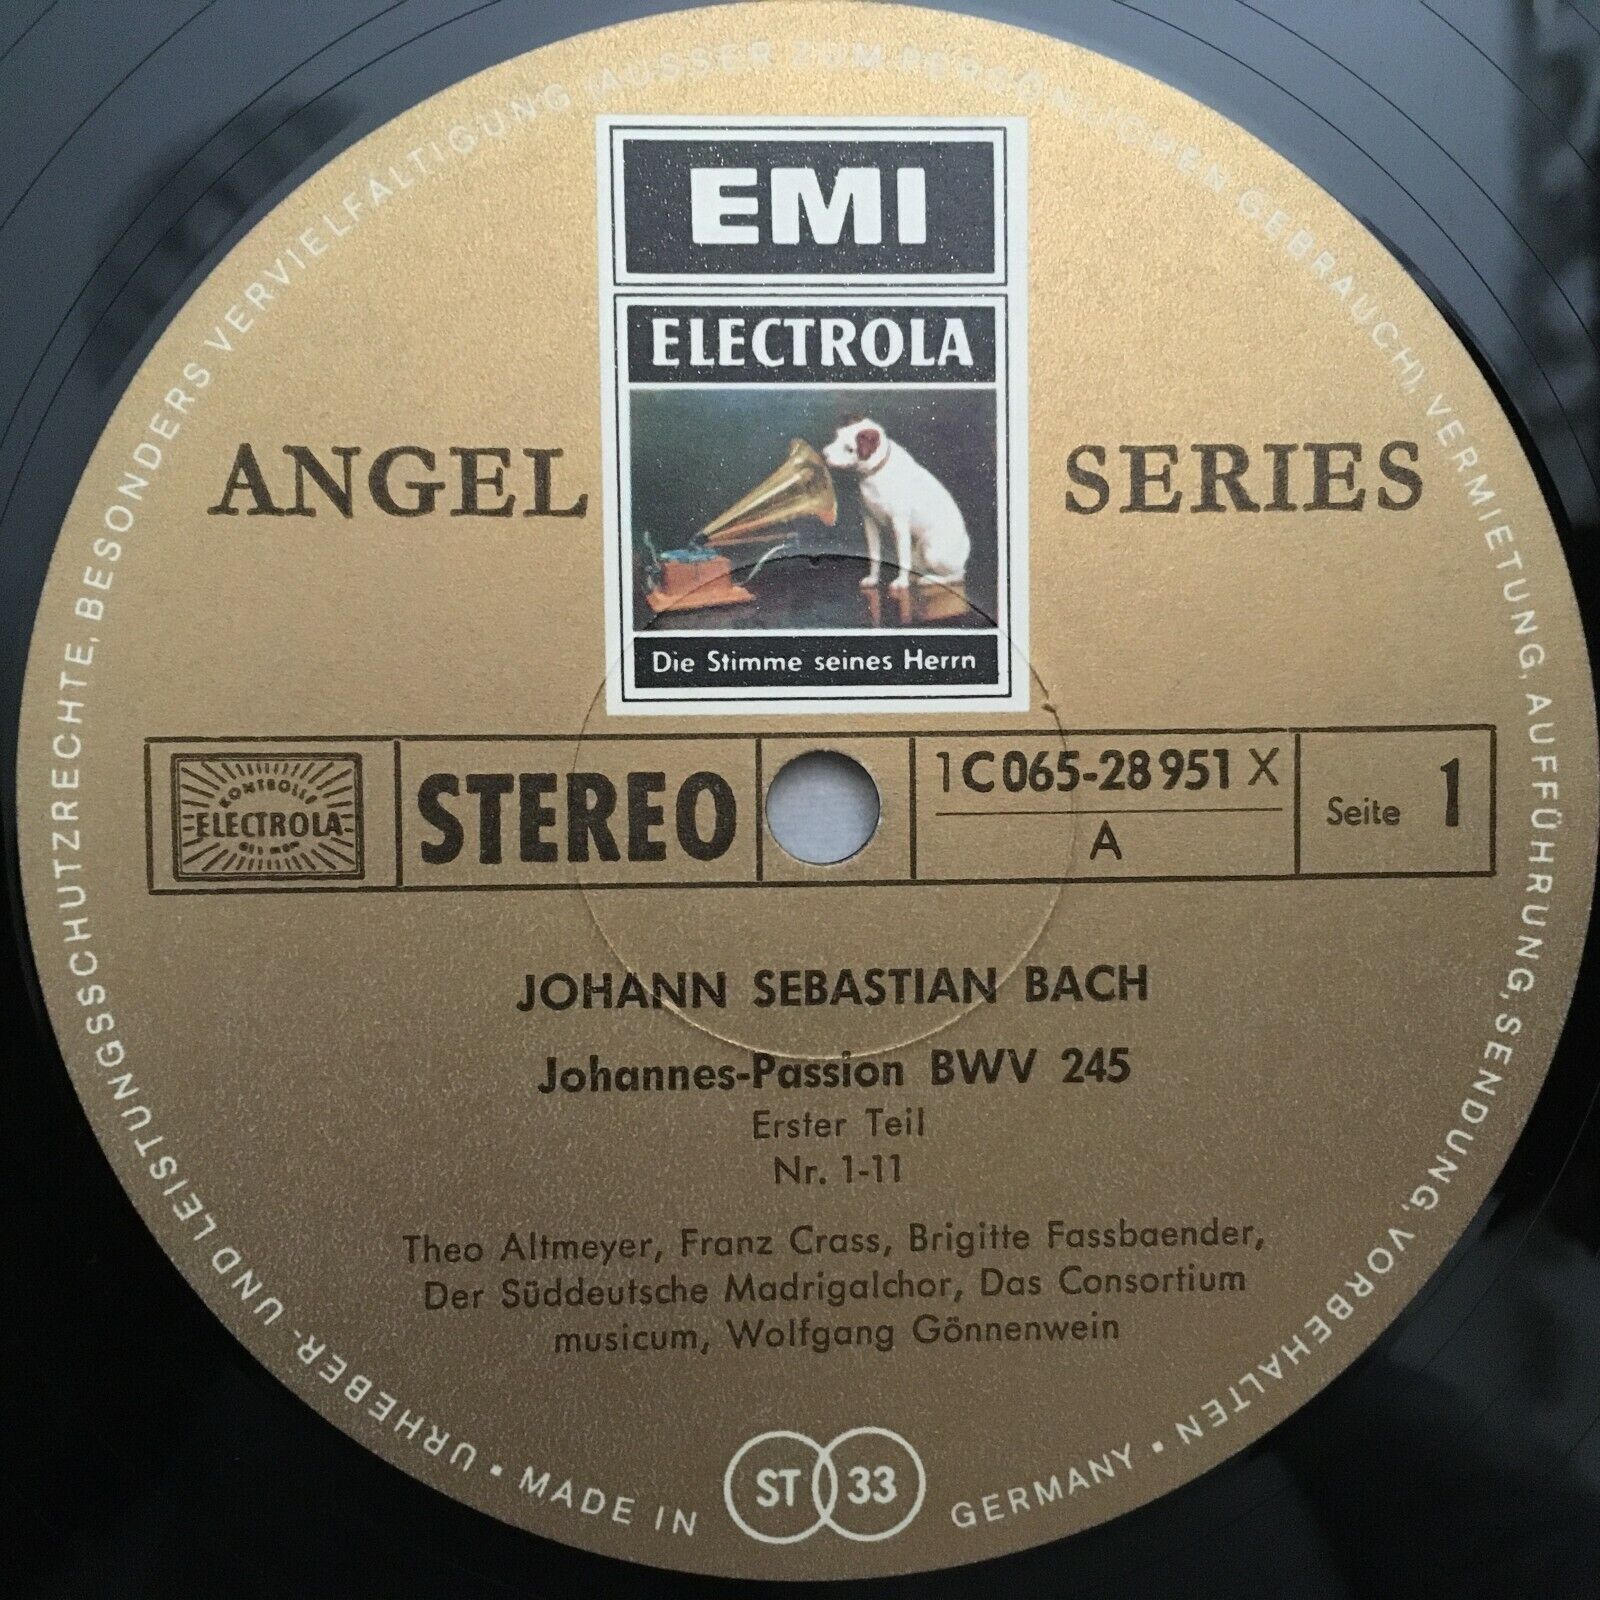 EMI
ELECTROLA
ANGEL SERIES
Die Stimme seines Herrn
KONTROLLE
ELECTROLA
STEREO
1C 065-28 951 X
A
Seite 1
JOHANN SEBASTIAN BACH
Johannes-Passion BWV 245
Erster Teil
Nr. 1-11
Theo Altmeyer, Franz Crass, Brigitte Fassbaender,
Der Süddeutsche Madrigalchor, Das Consortium
musicum, Wolfgang Gönnenwein
ST 33
URHEBER- UND LEISTUNGSSCHUTZRECHTE, BESONDERS VERVIELFÄLTIGUNG (AUSSER ZUM PERSÖNLICHEN GEBRAUCH), VERMIETUNG, AUFFÜHRUNG, SENDUNG, VORBEHALTEN •
MADE IN GERMANY •